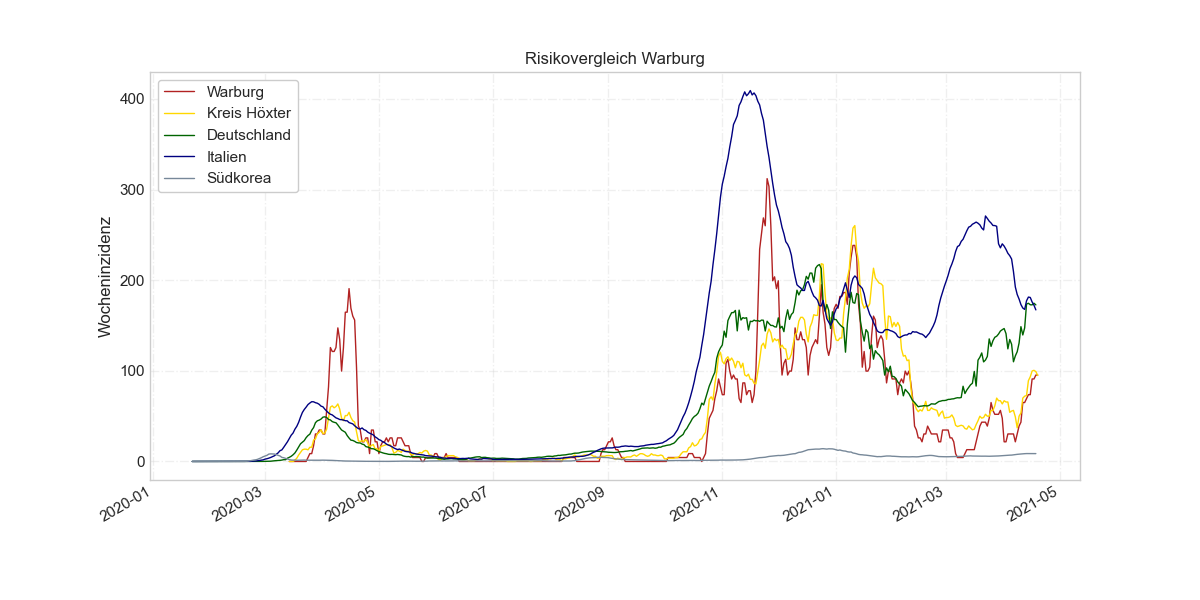 Risikovergleich Warburg
Warburg
Kreis Höxter
Deutschland
Italien
Südkorea
Wocheninzidenz
400
300
200
100
0
2020-01
2020-03
2020-05
2020-07
2020-09
2020-11
2021-01
2021-03
2021-05